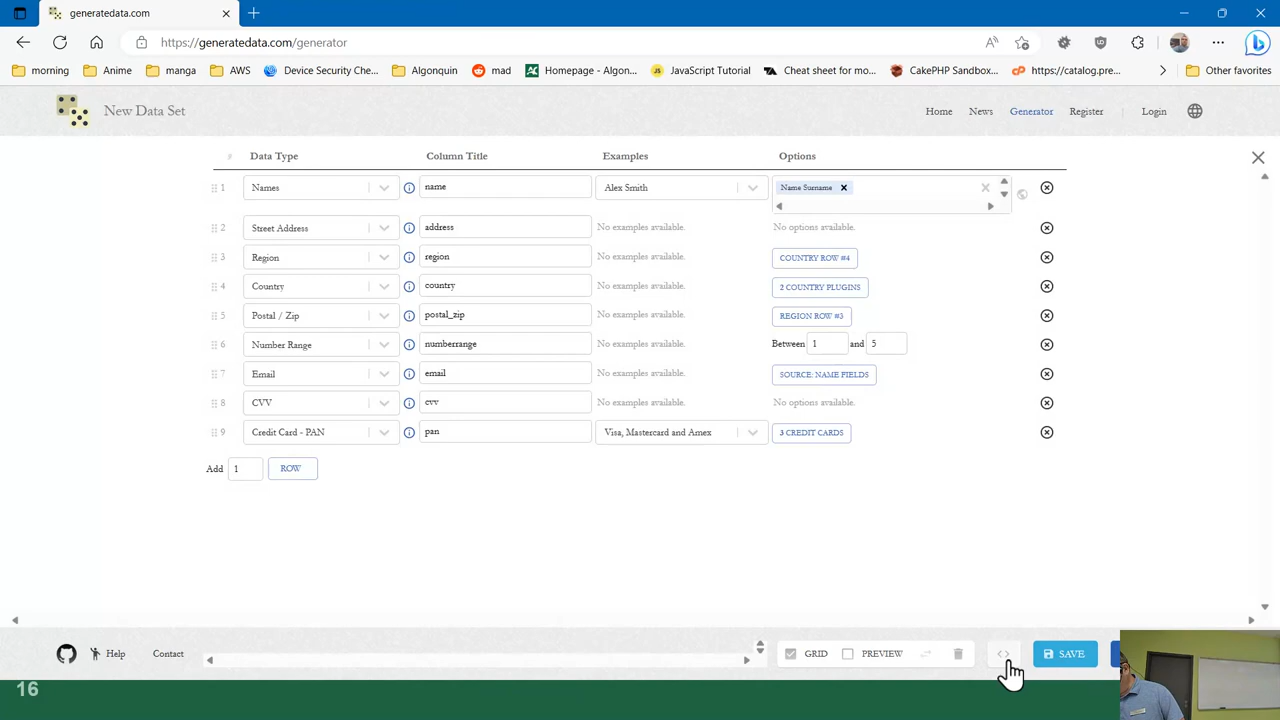 generatedata.com
https://generatedata.com/generator
morning Anime manga AWS Device Security Che... Algonquin mad Homepage - Algon... JavaScript Tutorial Cheat sheet for mo... CakePHP Sandbox... https://catalog.pre... Other favorites
New Data Set Home News Generator Register Login
# Data Type Column Title Examples Options
1 Names name Alex Smith Name Surname
2 Street Address address No examples available. No options available.
3 Region region No examples available. COUNTRY ROW #4
4 Country country No examples available. 2 COUNTRY PLUGINS
5 Postal / Zip postal_zip No examples available. REGION ROW #3
6 Number Range numberrange No examples available. Between 1 and 5
7 Email email No examples available. SOURCE: NAME FIELDS
8 CVV cvv No examples available. No options available.
9 Credit Card - PAN pan Visa, Mastercard and Amex 3 CREDIT CARDS
Add 1 ROW
Help Contact GRID PREVIEW <> SAVE
16